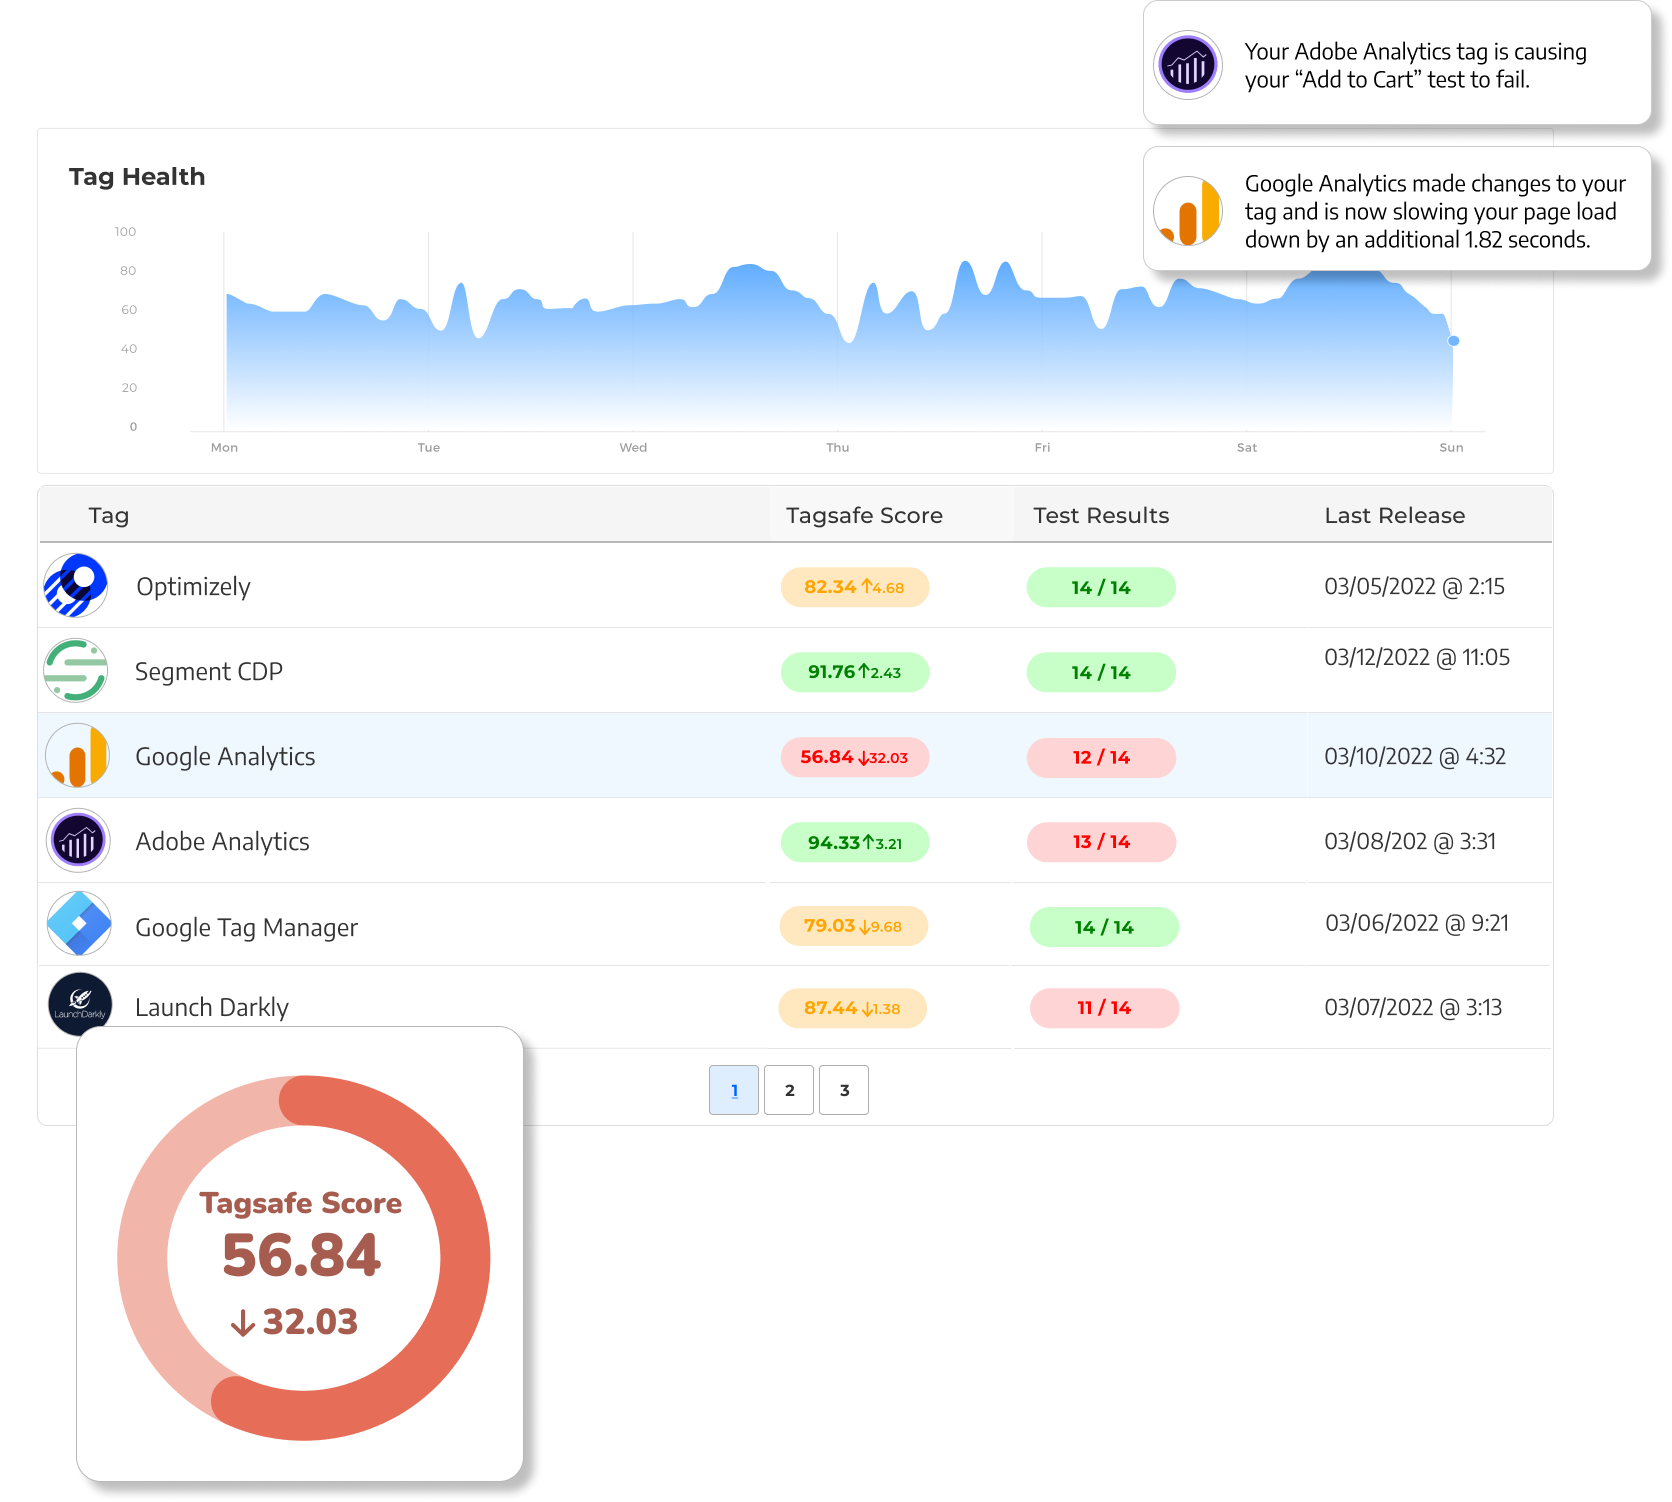 Your Adobe Analytics tag is causing
your “Add to Cart” test to fail.
Tag Health
Google Analytics made changes to your
tag and is now slowing your page load
down by an additional 1.82 seconds.
100
80
60
40
20
0
Mon Tue Wed Thu Fri Sat Sun
Tag Tagsafe Score Test Results Last Release
Optimizely 82.34 ↑4.68 14 / 14 03/05/2022 @ 2:15
Segment CDP 91.76 ↑2.43 14 / 14 03/12/2022 @ 11:05
Google Analytics 56.84 ↓32.03 12 / 14 03/10/2022 @ 4:32
Adobe Analytics 94.33 ↑3.21 13 / 14 03/08/202 @ 3:31
Google Tag Manager 79.03 ↓9.68 14 / 14 03/06/2022 @ 9:21
LaunchDarkly
Launch Darkly 87.44 ↓1.38 11 / 14 03/07/2022 @ 3:13
1 2 3
Tagsafe Score
56.84
↓ 32.03